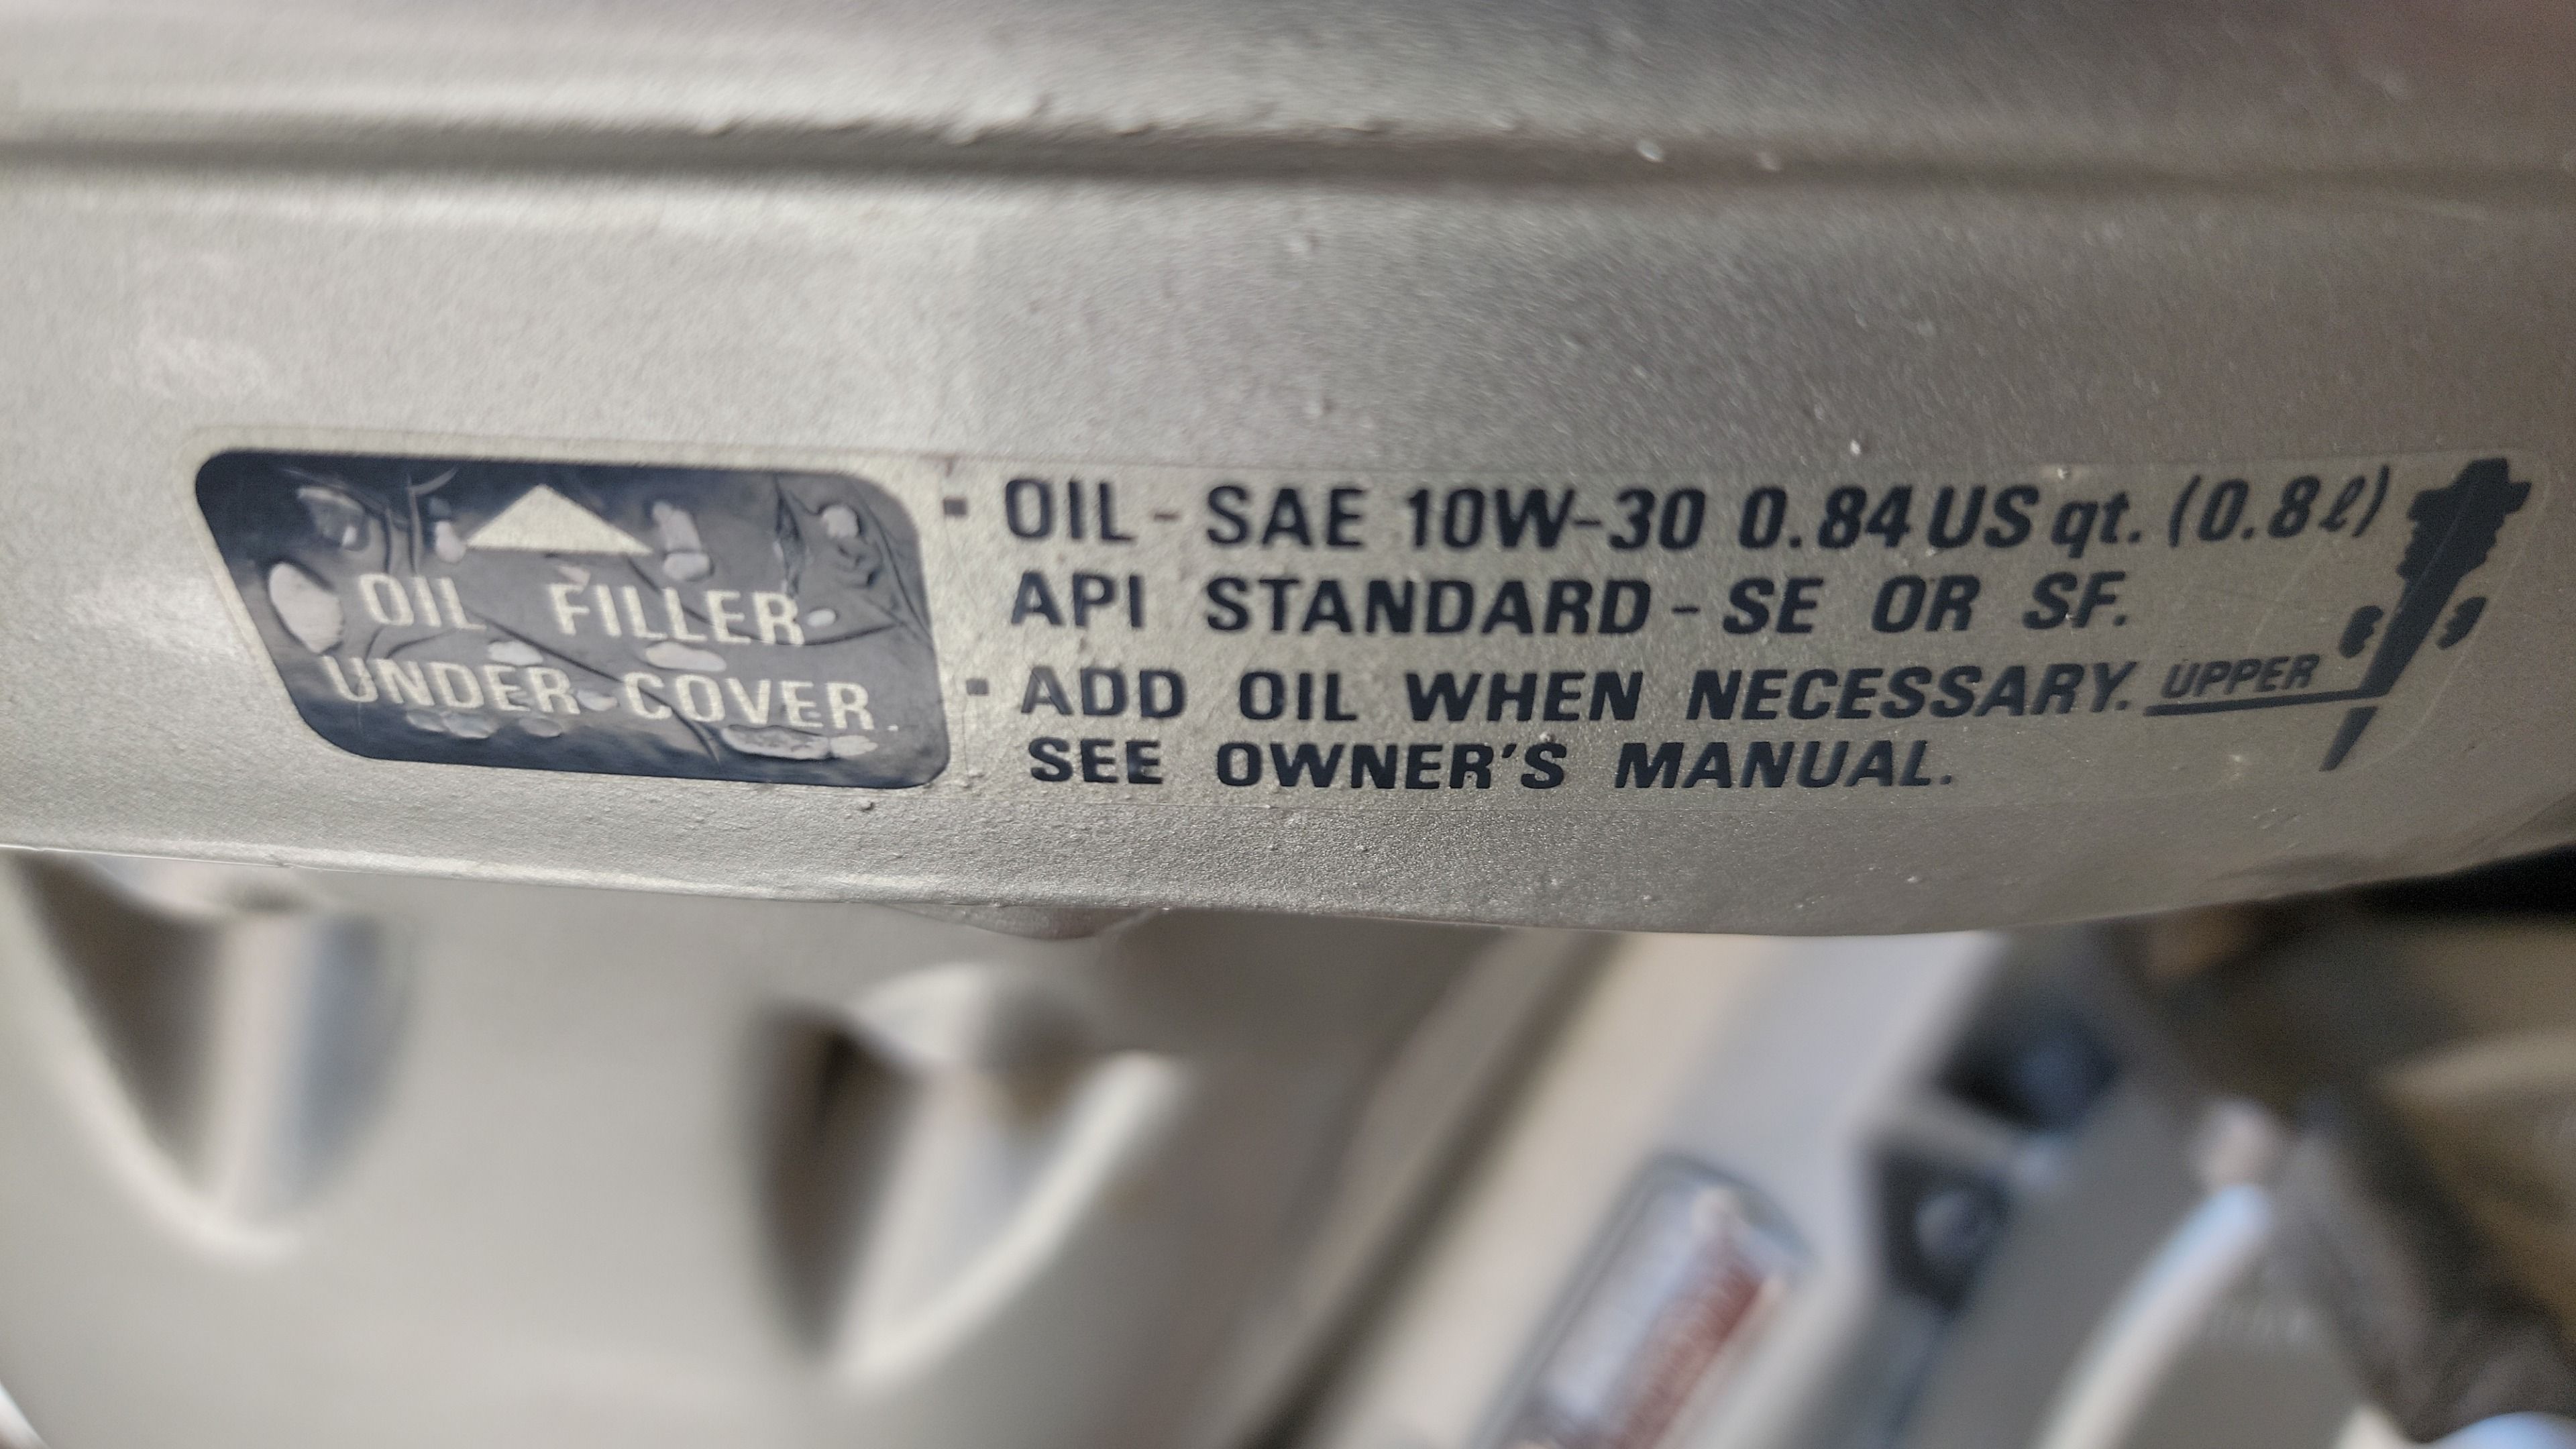 OIL FILLER
UNDER COVER.
▪ OIL - SAE 10W-30 0.84 US qt. (0.8ℓ)
API STANDARD - SE OR SF.
▪ ADD OIL WHEN NECESSARY.
SEE OWNER'S MANUAL.
UPPER